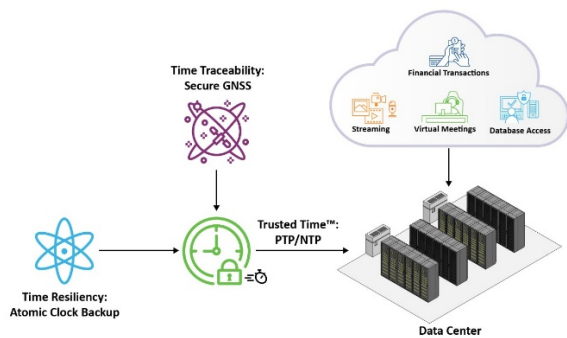 Time Traceability:
Secure GNSS
Financial Transactions
Streaming
Virtual Meetings
Database Access
Trusted Time™:
PTP/NTP
Time Resiliency:
Atomic Clock Backup
Data Center